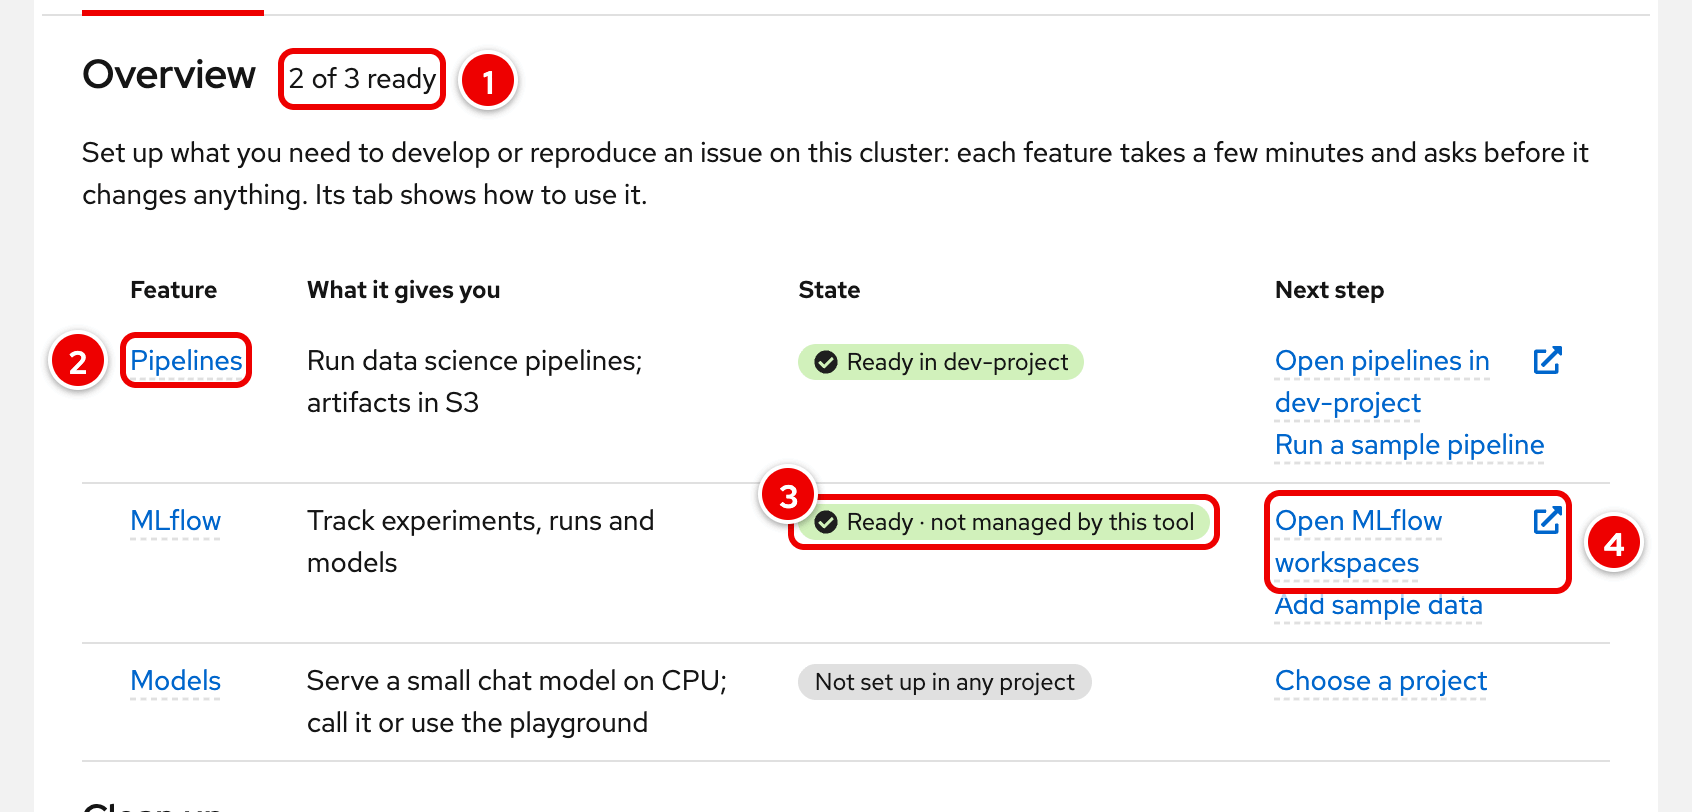 Overview 2 of 3 ready 1
Set up what you need to develop or reproduce an issue on this cluster: each feature takes a few minutes and asks before it
changes anything. Its tab shows how to use it.
Feature What it gives you State Next step
2 Pipelines Run data science pipelines; Ready in dev-project Open pipelines in
artifacts in S3 dev-project
Run a sample pipeline
3
MLflow Track experiments, runs and Ready · not managed by this tool Open MLflow
models workspaces 4
Add sample data
Models Serve a small chat model on CPU; Not set up in any project Choose a project
call it or use the playground